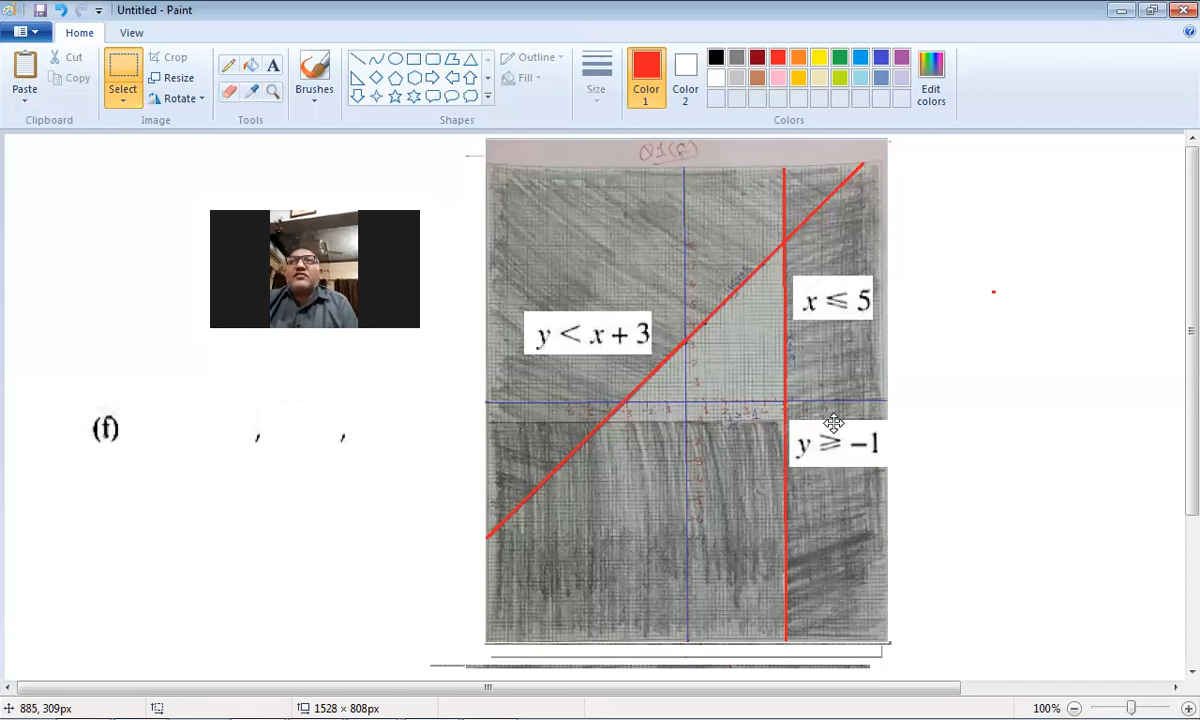 Untitled - Paint
Home
View
Paste
Cut
Copy
Clipboard
Select
Crop
Resize
Rotate
Image
Tools
Brushes
Shapes
Outline
Fill
Size
Color 1
Color 2
Edit colors
Colors
Q1(f)
x ⩽ 5
y < x + 3
(f) , ,
y ⩾ −1
885, 309px
1528 × 808px
100%